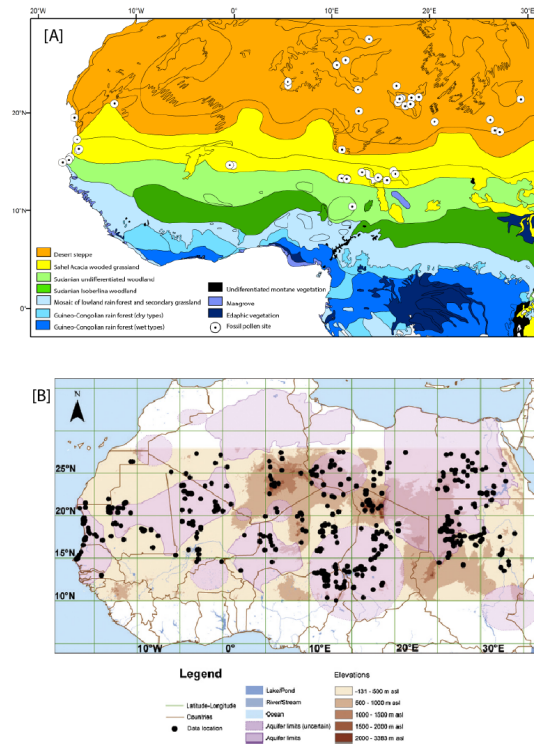 [A]
20°N
10°N
0°
20°W
10°W
0°
10°E
20°E
30°E
Desert steppe
Sahel Acacia wooded grassland
Sudanian undifferentiated woodland
Sudanian Isoberlinia woodland
Mosaic of lowland rain forest and secondary grassland
Guineo-Congolian rain forest (dry types)
Guineo-Congolian rain forest (wet types)
Undifferentiated montane vegetation
Mangrove
Edaphic vegetation
Fossil pollen site
[B]
N
25°N
20°N
15°N
10°N
10°W
0°
10°E
20°E
30°E
Legend
Latitude-Longitude
Countries
Data location
Lake/Pond
River/Stream
Ocean
Aquifer limits (uncertain)
Aquifer limits
Elevations
-131 - 500 m asl
500 - 1000 m asl
1000 - 1500 m asl
1500 - 2000 m asl
2000 - 3383 m asl